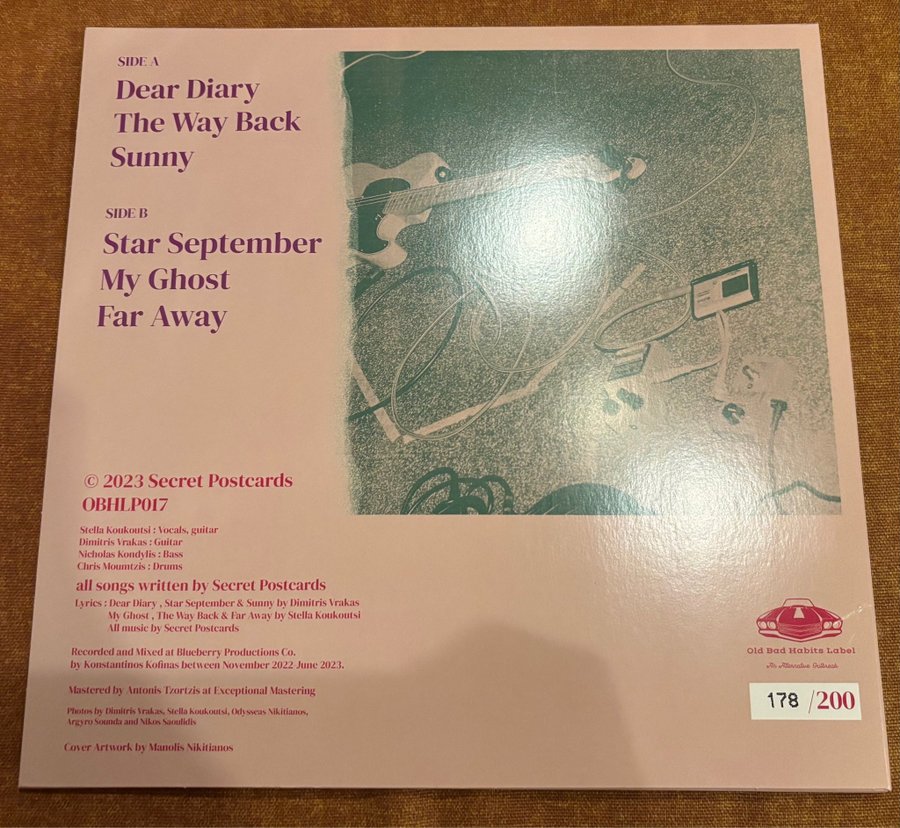 SIDE A
Dear Diary
The Way Back
Sunny
SIDE B
Star September
My Ghost
Far Away
© 2023 Secret Postcards
OBHLP017
Stella Koukoutsi : Vocals, guitar
Dimitris Vrakas : Guitar
Nicholas Kondylis : Bass
Chris Moumtzis : Drums
all songs written by Secret Postcards
Lyrics : Dear Diary , Star September & Sunny by Dimitris Vrakas
My Ghost , The Way Back & Far Away by Stella Koukoutsi
All music by Secret Postcards
Recorded and Mixed at Blueberry Productions Co.
by Konstantinos Kofinas between November 2022-June 2023.
Mastered by Antonis Tzortzis at Exceptional Mastering
Photos by Dimitris Vrakas, Stella Koukoutsi, Odysseas Nikitianos,
Argyro Sounda and Nikos Saoulidis
Cover Artwork by Manolis Nikitianos
Old Bad Habits Label
An Alternative Outbreak
178 /200